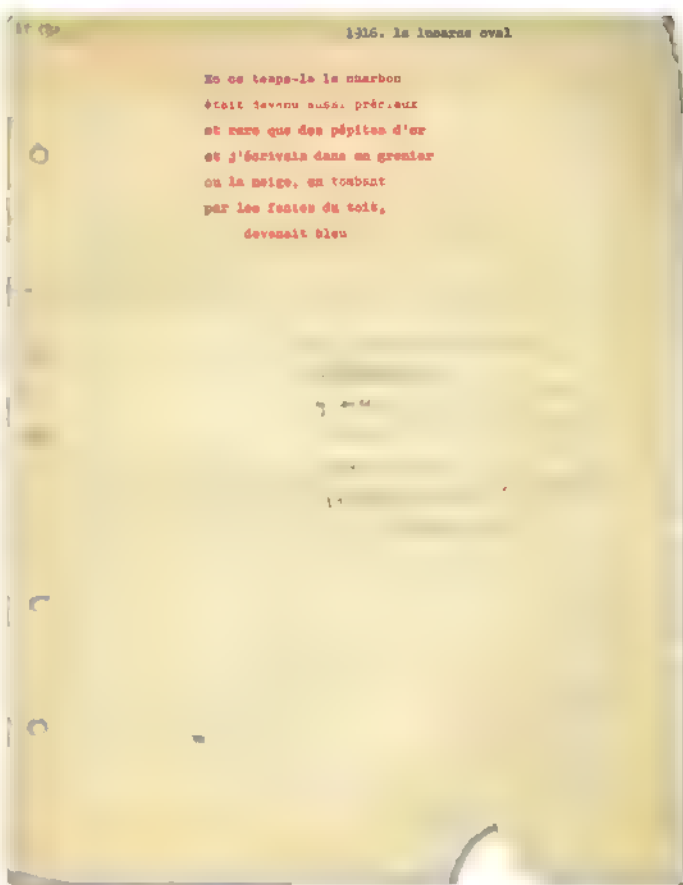 1916. la lucarne oval
En ce temps-la le charbon
était devenu aussi précieux
et rare que des pépites d'or
et j'écrivais dans un grenier
ou la neige, en tombant
par les fentes du toit,
devenait bleu